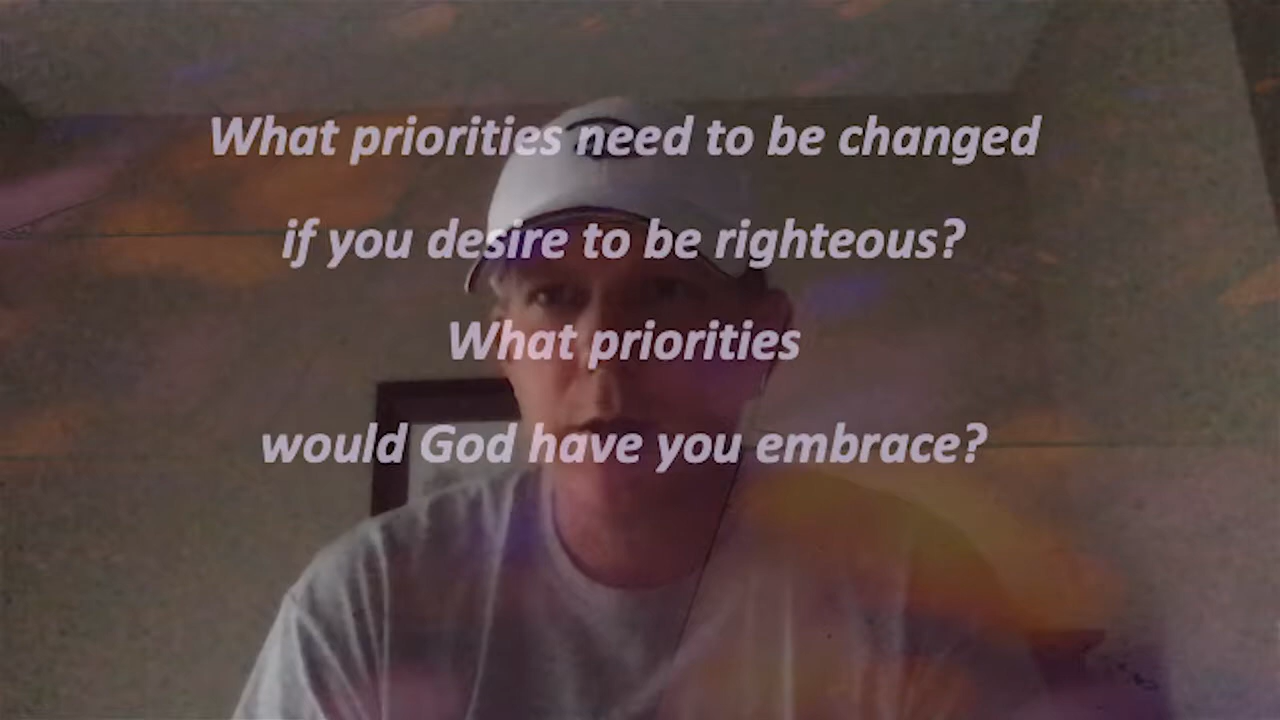 What priorities need to be changed
if you desire to be righteous?
What priorities
would God have you embrace?